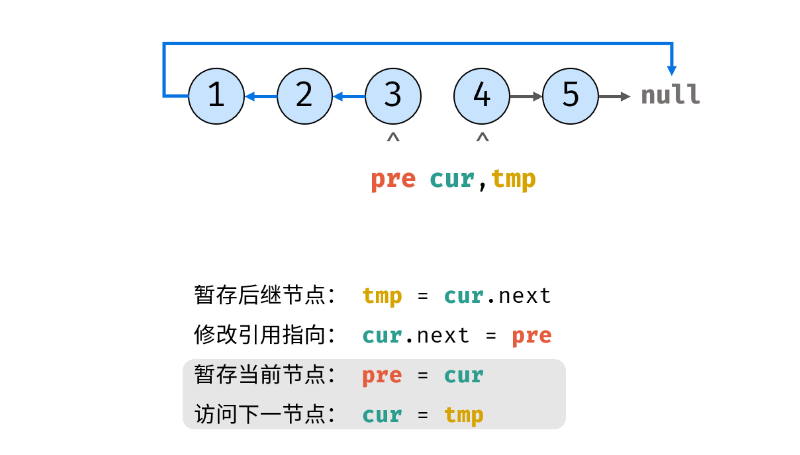 1 2 3 4 5 null
^ ^
pre cur,tmp
暂存后继节点： tmp = cur.next
修改引用指向： cur.next = pre
暂存当前节点： pre = cur
访问下一节点： cur = tmp